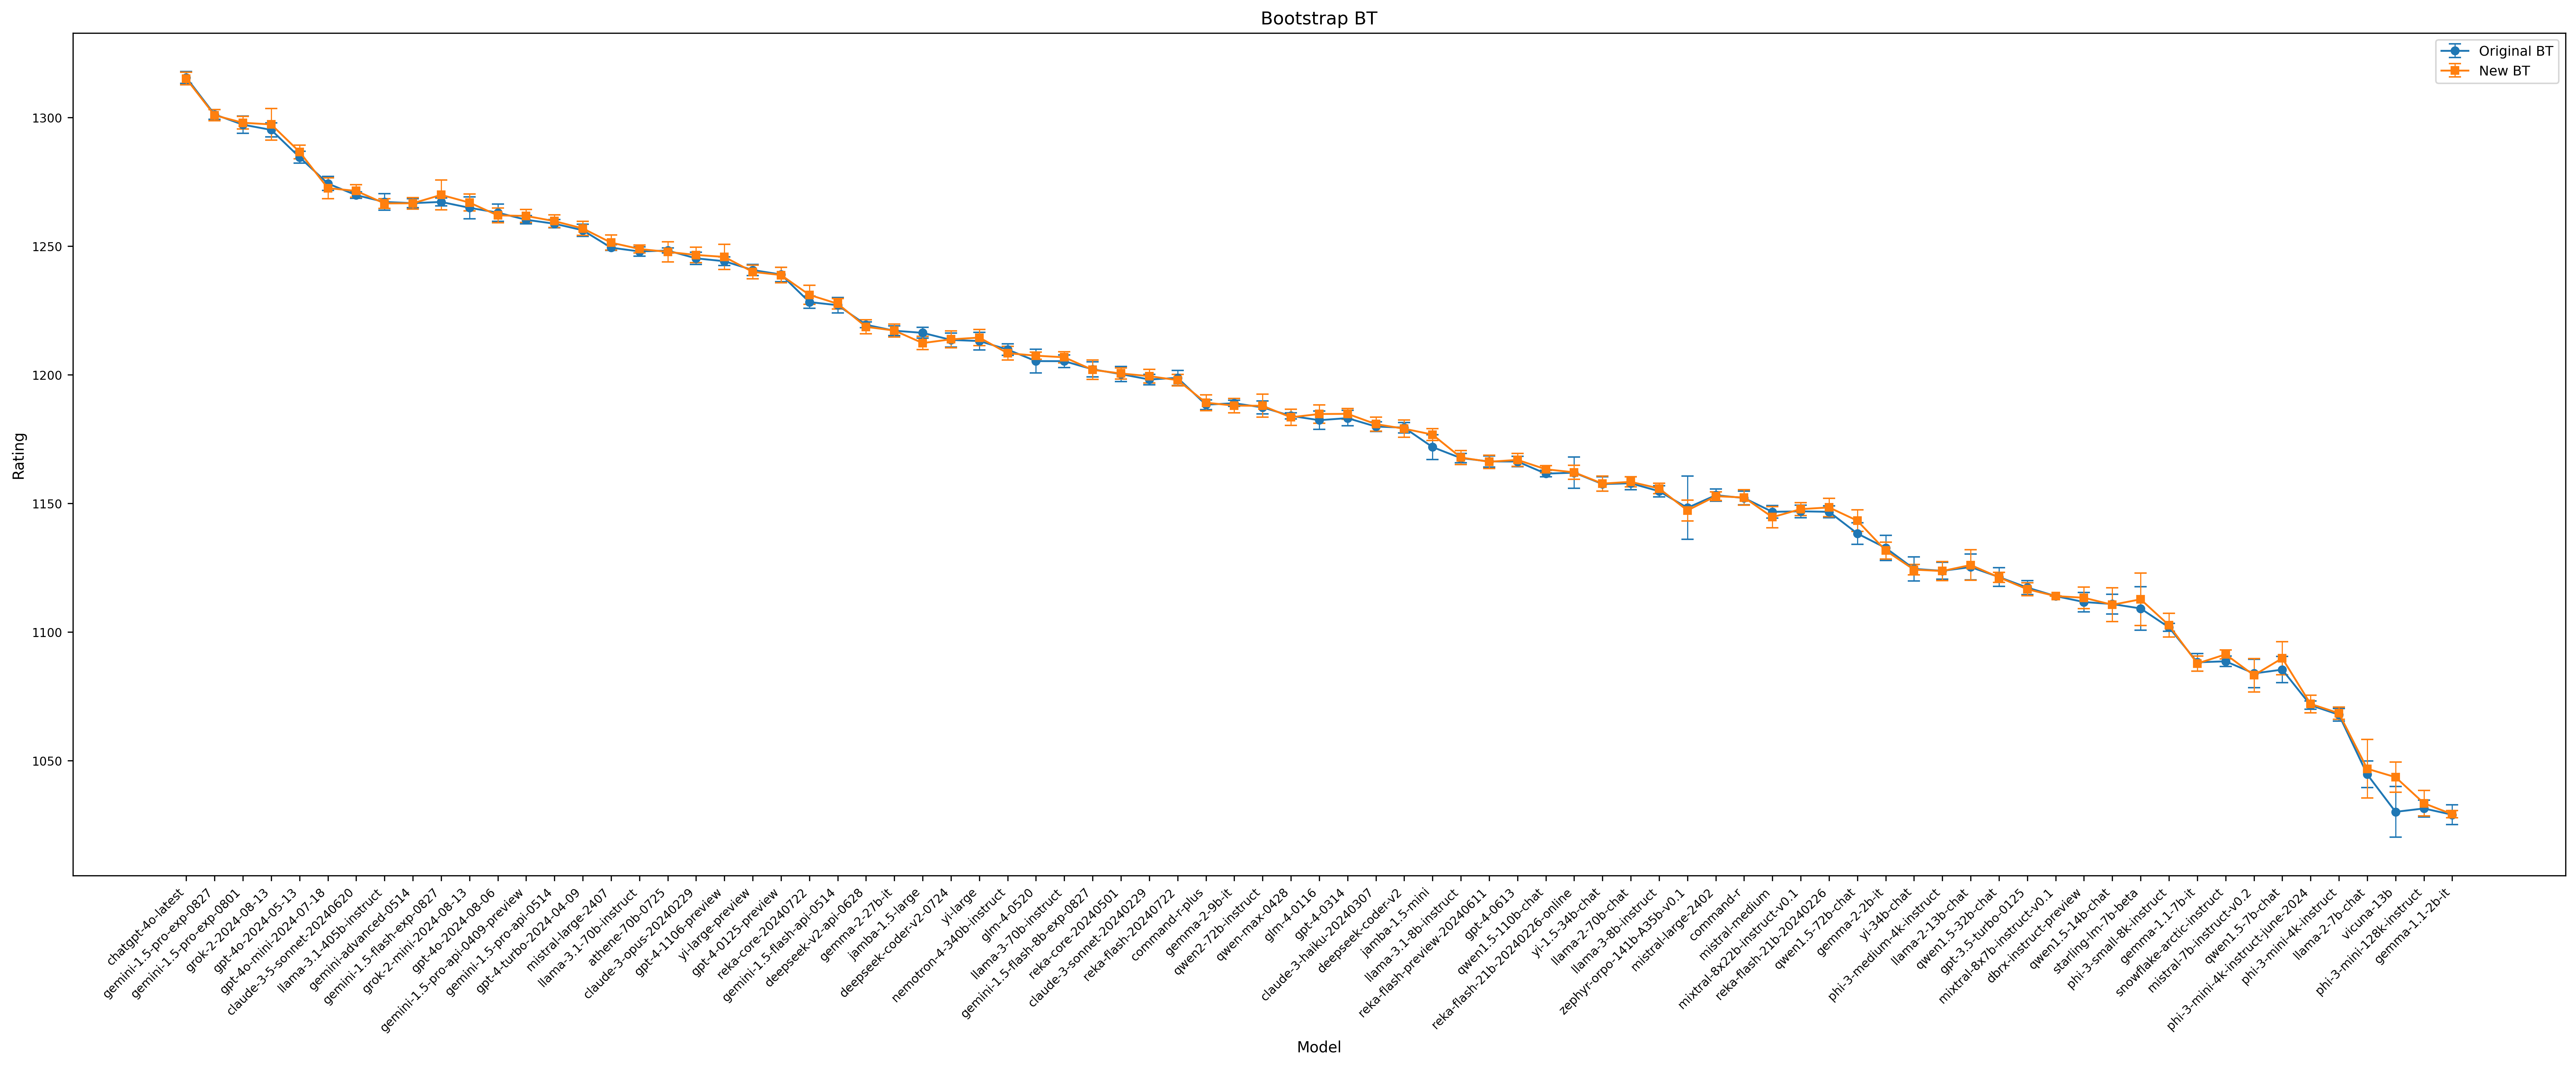 Bootstrap BT
Original BT
New BT
Rating
1300
1250
1200
1150
1100
1050
chatgpt-4o-latest
gemini-1.5-pro-exp-0827
gemini-1.5-pro-exp-0801
grok-2-2024-08-13
gpt-4o-2024-05-13
gpt-4o-mini-2024-07-18
claude-3-5-sonnet-20240620
llama-3.1-405b-instruct
gemini-advanced-0514
gemini-1.5-flash-exp-0827
grok-2-mini-2024-08-13
gpt-4o-2024-08-06
gemini-1.5-pro-api-0409-preview
gemini-1.5-pro-api-0514
gpt-4-turbo-2024-04-09
mistral-large-2407
llama-3.1-70b-instruct
athene-70b-0725
claude-3-opus-20240229
gpt-4-1106-preview
yi-large-preview
gpt-4-0125-preview
reka-core-20240722
gemini-1.5-flash-api-0514
deepseek-v2-api-0628
gemma-2-27b-it
jamba-1.5-large
deepseek-coder-v2-0724
yi-large
nemotron-4-340b-instruct
glm-4-0520
llama-3-70b-instruct
gemini-1.5-flash-8b-exp-0827
reka-core-20240501
claude-3-sonnet-20240229
reka-flash-20240722
command-r-plus
gemma-2-9b-it
qwen2-72b-instruct
qwen-max-0428
glm-4-0116
gpt-4-0314
claude-3-haiku-20240307
deepseek-coder-v2
jamba-1.5-mini
llama-3.1-8b-instruct
reka-flash-preview-20240611
gpt-4-0613
qwen1.5-110b-chat
reka-flash-21b-20240226-online
yi-1.5-34b-chat
llama-2-70b-chat
llama-3-8b-instruct
zephyr-orpo-141b-A35b-v0.1
mistral-large-2402
command-r
mistral-medium
mixtral-8x22b-instruct-v0.1
reka-flash-21b-20240226
qwen1.5-72b-chat
gemma-2-2b-it
yi-34b-chat
phi-3-medium-4k-instruct
llama-2-13b-chat
qwen1.5-32b-chat
gpt-3.5-turbo-0125
mixtral-8x7b-instruct-v0.1
dbrx-instruct-preview
qwen1.5-14b-chat
starling-lm-7b-beta
phi-3-small-8k-instruct
gemma-1.1-7b-it
snowflake-arctic-instruct
mistral-7b-instruct-v0.2
qwen1.5-7b-chat
phi-3-mini-4k-instruct-june-2024
phi-3-mini-4k-instruct
llama-2-7b-chat
vicuna-13b
phi-3-mini-128k-instruct
gemma-1.1-2b-it
Model